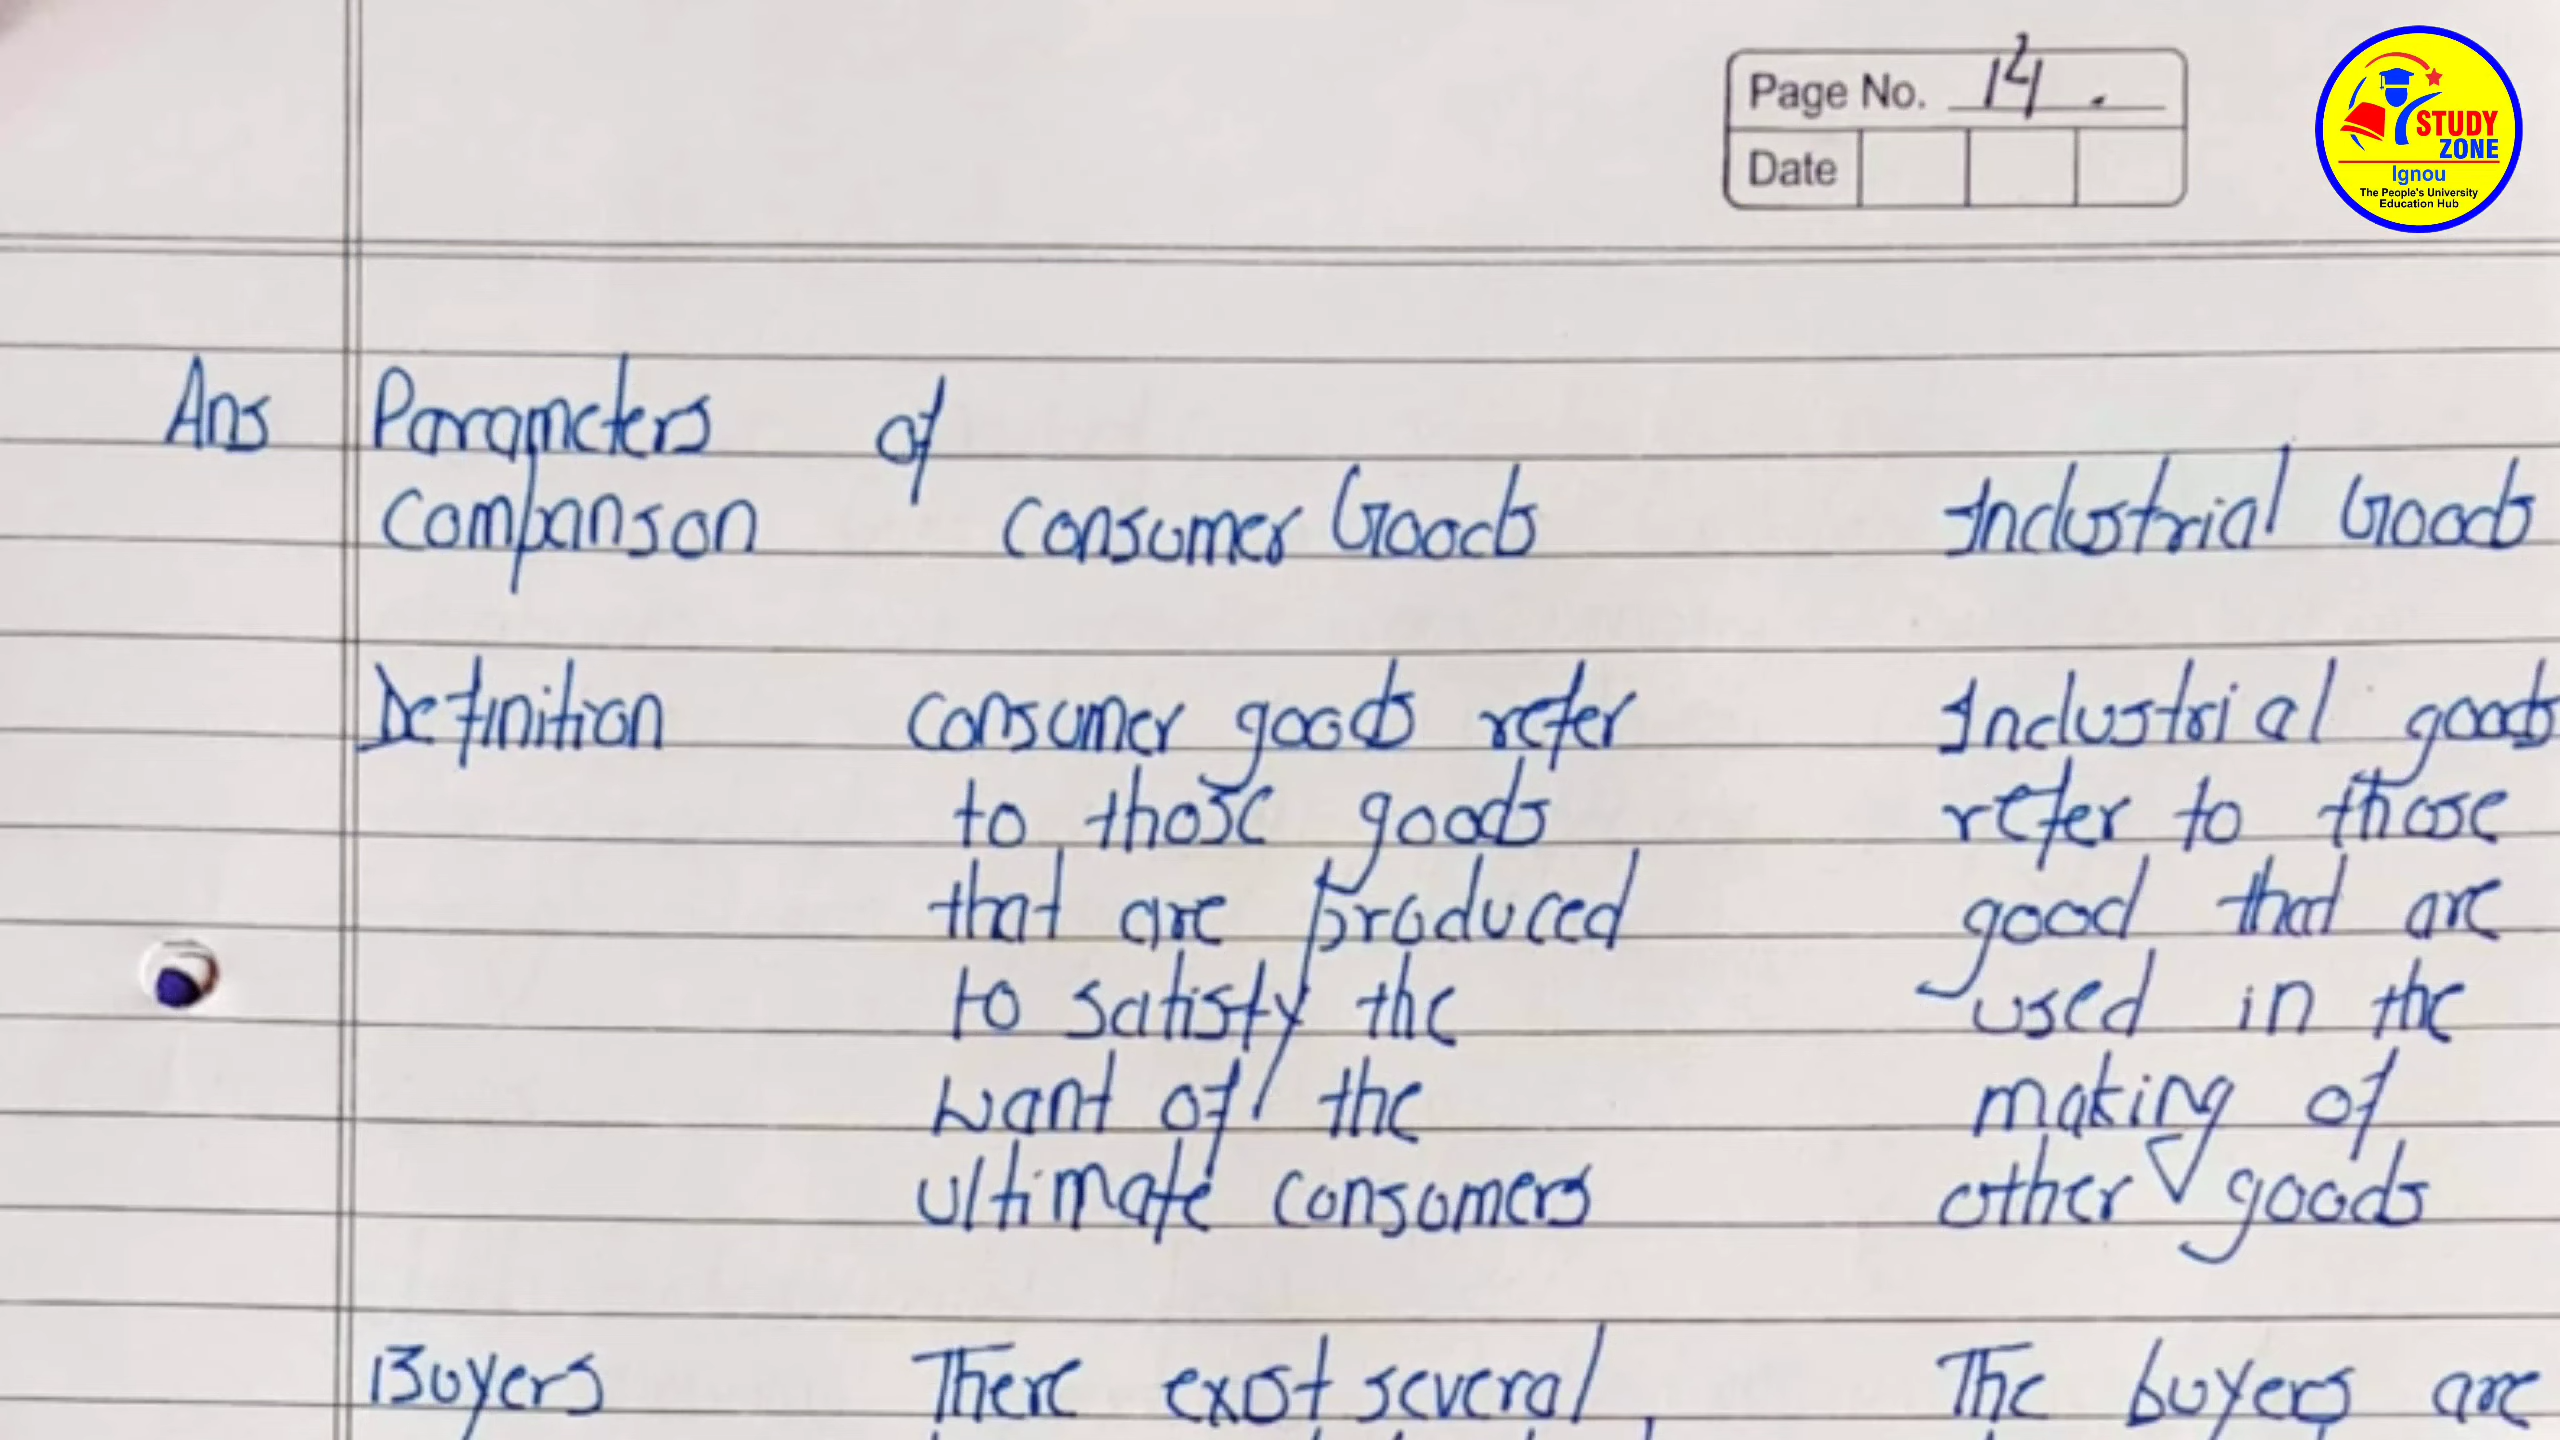 Page No. 14.
Date
STUDY
ZONE
Ignou
The People's University
Education Hub
Ans Parameters of
Comparison Consumer Goods Industrial Goods
Definition Consumer goods refer Industrial goods
to those goods refer to those
that are produced good that are
to satisfy the used in the
want of the making of
ultimate consumers other goods
Buyers There exist several The buyers are